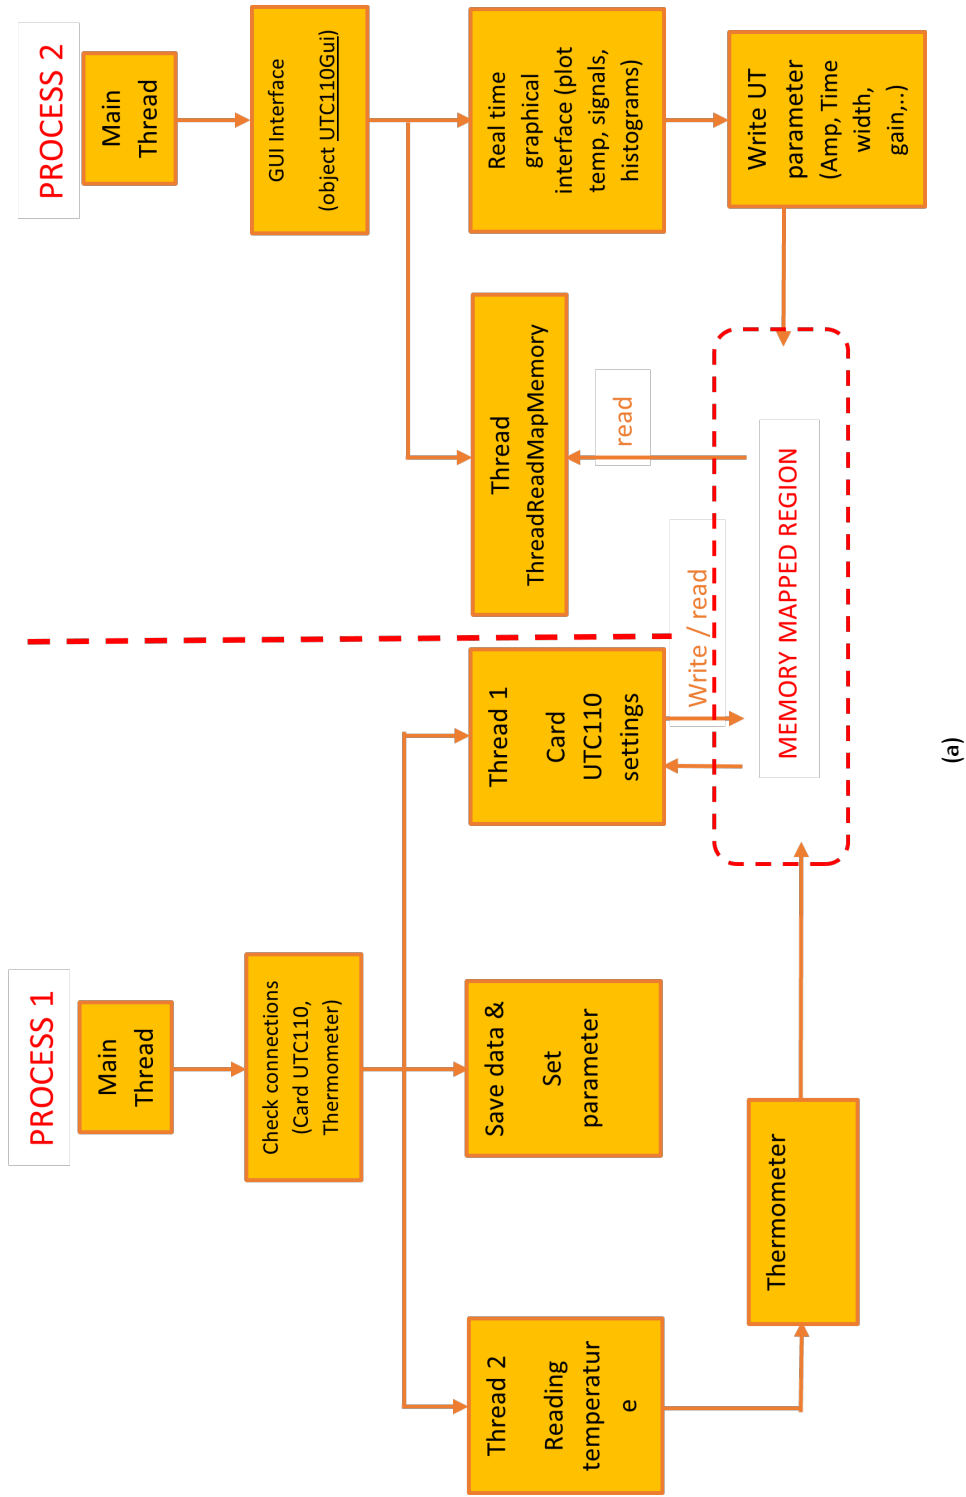 PROCESS 1
Main
Thread
Check connections
(Card UTC110,
Thermometer)
Thread 2
Reading
temperatur
e
Save data &
Set
parameter
Thread 1
Card
UTC110
settings
Thermometer
Write / read
MEMORY MAPPED REGION
PROCESS 2
Main
Thread
GUI Interface
(object UTC110Gui)
Thread
ThreadReadMapMemory
Real time
graphical
interface (plot
temp, signals,
histograms)
read
Write UT
parameter
(Amp, Time
width,
gain,..)
(a)